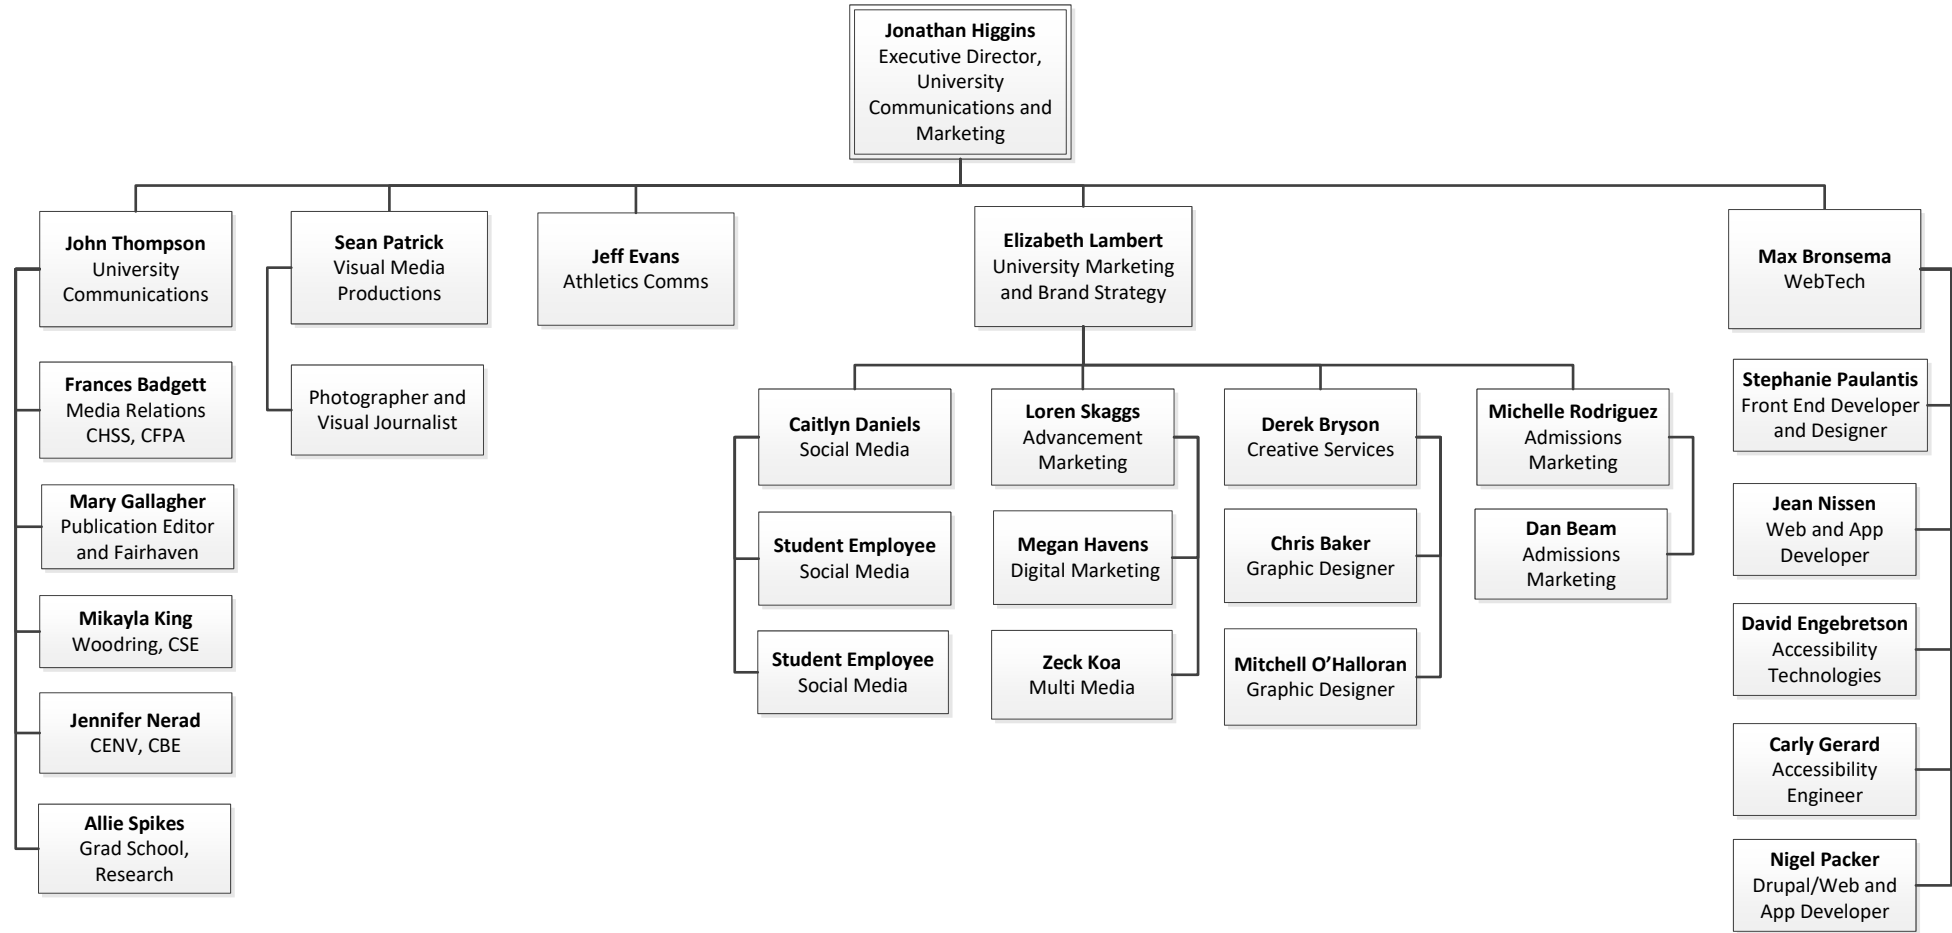 Jonathan Higgins
Executive Director,
University
Communications and
Marketing
John Thompson
University
Communications
Frances Badgett
Media Relations
CHSS, CFPA
Mary Gallagher
Publication Editor
and Fairhaven
Mikayla King
Woodring, CSE
Jennifer Nerad
CENV, CBE
Allie Spikes
Grad School,
Research
Sean Patrick
Visual Media
Productions
Photographer and
Visual Journalist
Jeff Evans
Athletics Comms
Elizabeth Lambert
University Marketing
and Brand Strategy
Caitlyn Daniels
Social Media
Student Employee
Social Media
Student Employee
Social Media
Loren Skaggs
Advancement
Marketing
Megan Havens
Digital Marketing
Zeck Koa
Multi Media
Derek Bryson
Creative Services
Chris Baker
Graphic Designer
Mitchell O’Halloran
Graphic Designer
Michelle Rodriguez
Admissions
Marketing
Dan Beam
Admissions
Marketing
Max Bronsema
WebTech
Stephanie Paulantis
Front End Developer
and Designer
Jean Nissen
Web and App
Developer
David Engebretson
Accessibility
Technologies
Carly Gerard
Accessibility
Engineer
Nigel Packer
Drupal/Web and
App Developer